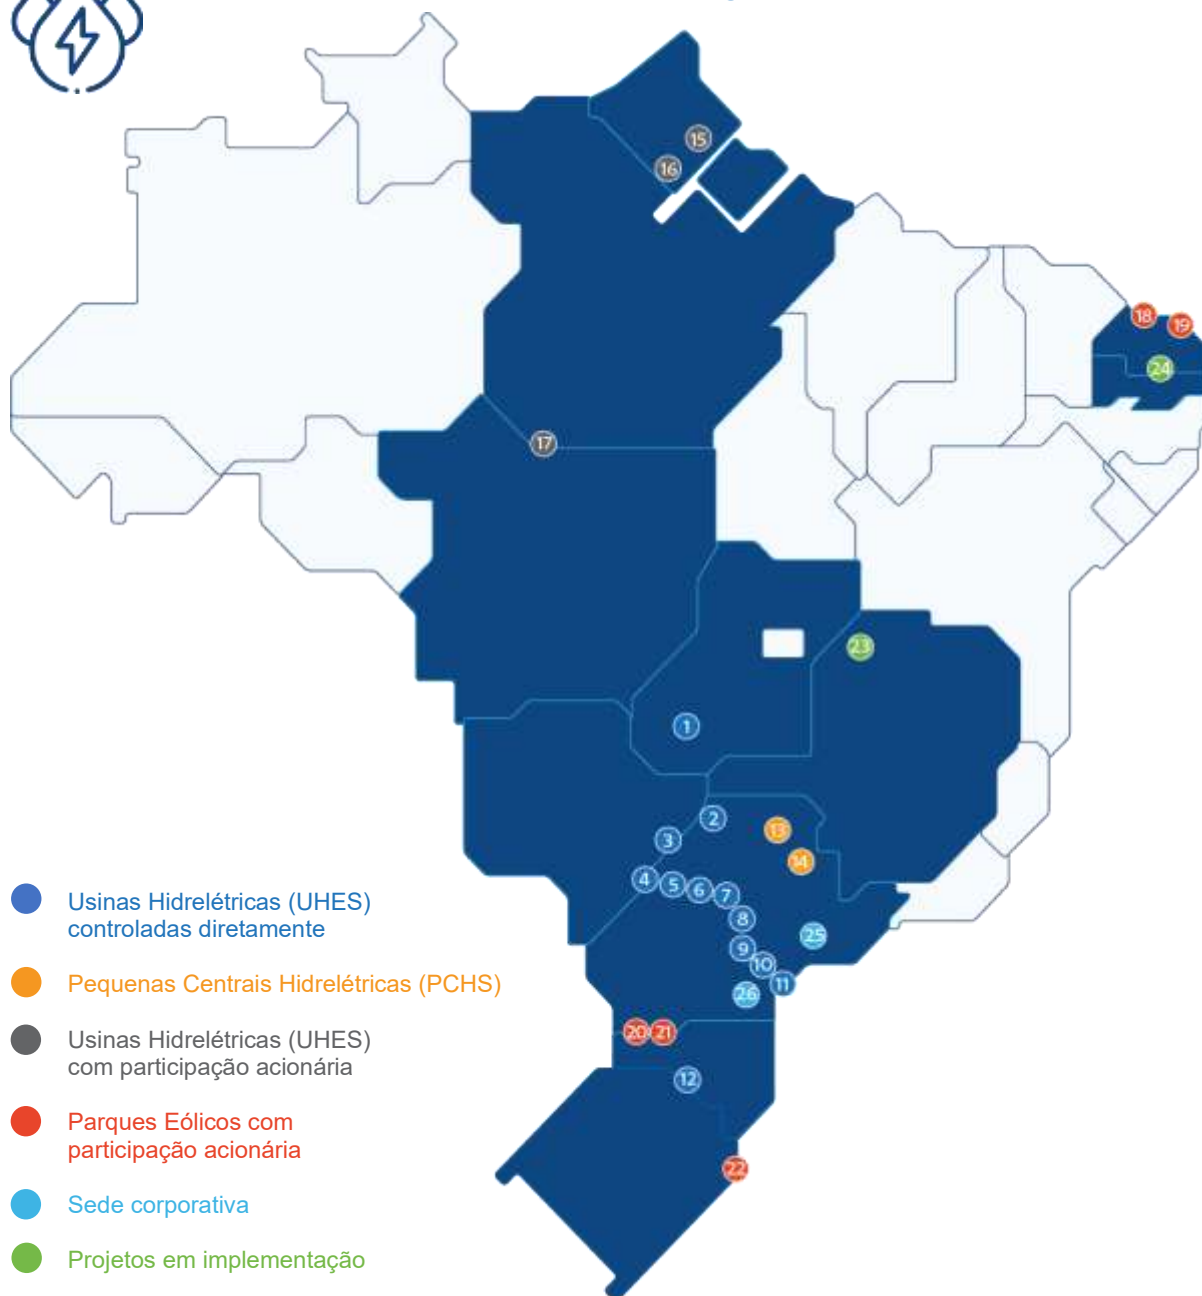 15
16
18
19
24
17
23
1
2
13
3
14
4
5
6
7
8
25
9
10
11
26
20
21
12
22
Usinas Hidrelétricas (UHES)
controladas diretamente
Pequenas Centrais Hidrelétricas (PCHS)
Usinas Hidrelétricas (UHES)
com participação acionária
Parques Eólicos com
participação acionária
Sede corporativa
Projetos em implementação